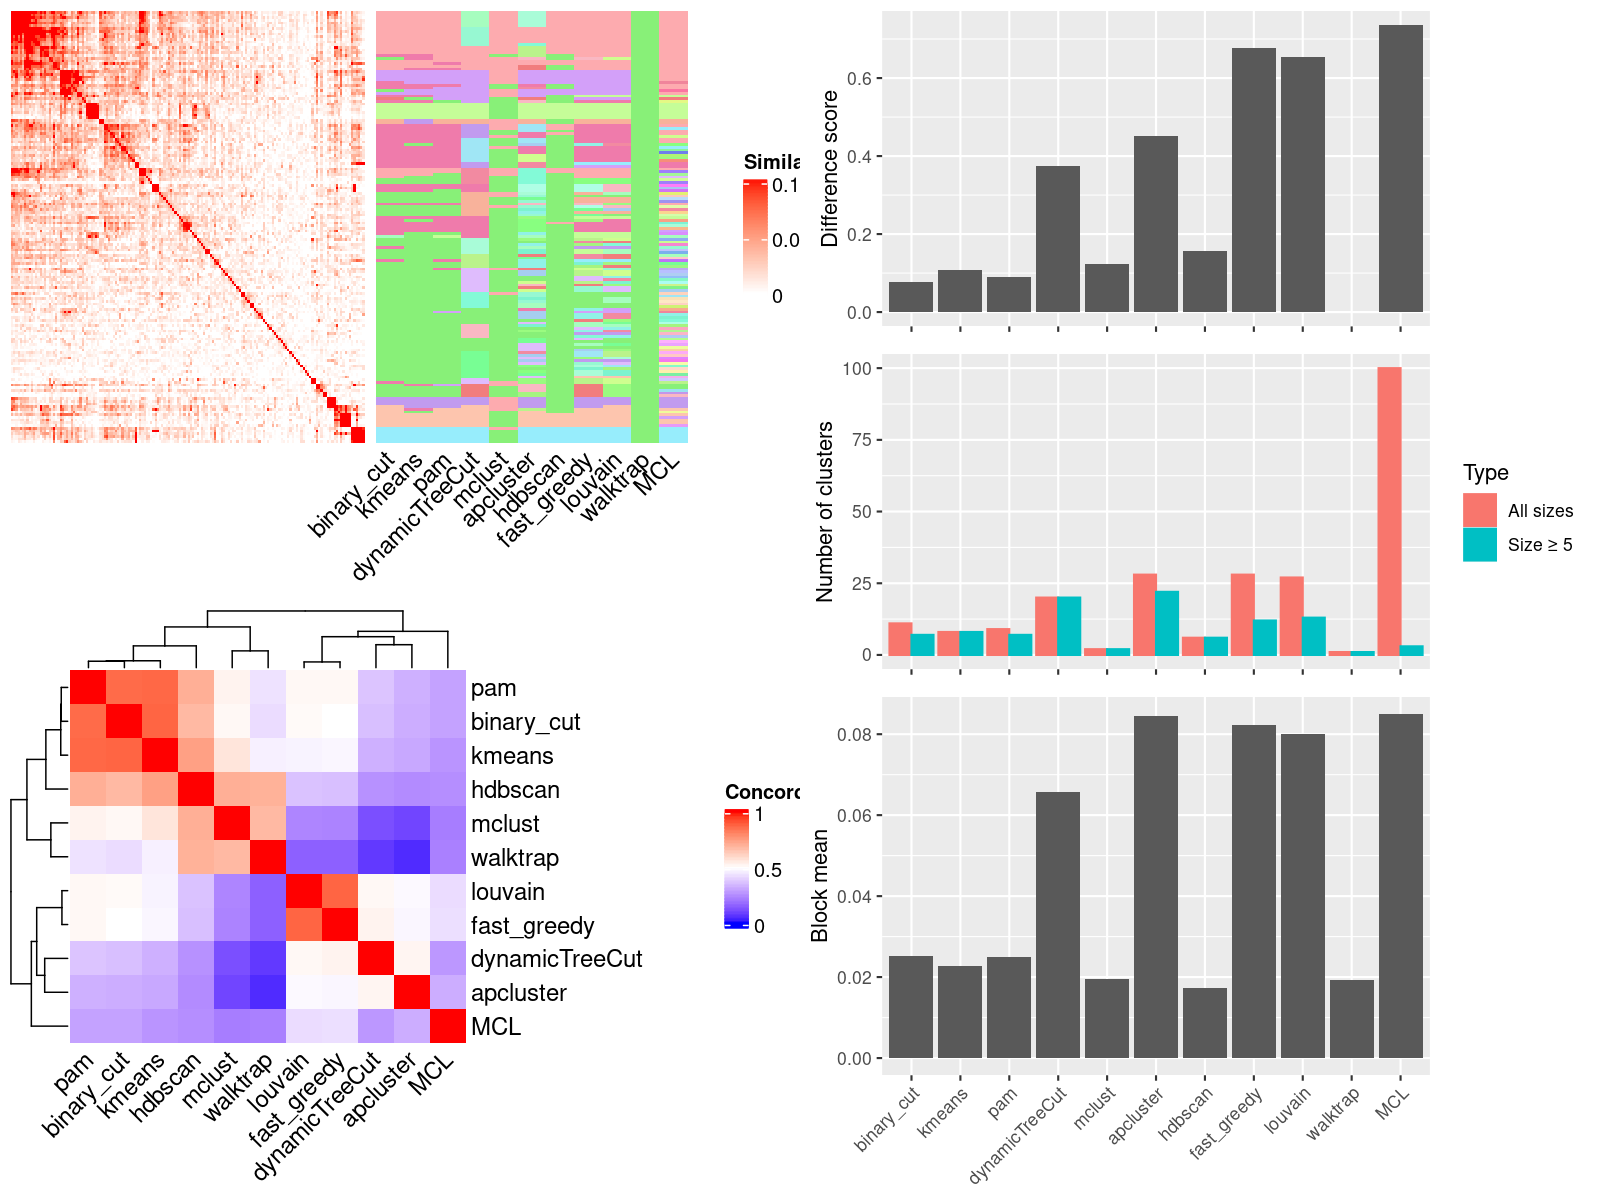 Simila
0.1
0.0
0
binary_cut
kmeans
pam
dynamicTreeCut
mclust
apcluster
hdbscan
fast_greedy
louvain
walktrap
MCL
pam
binary_cut
kmeans
hdbscan
mclust
walktrap
louvain
fast_greedy
dynamicTreeCut
apcluster
MCL
pam
binary_cut
kmeans
hdbscan
mclust
walktrap
louvain
fast_greedy
dynamicTreeCut
apcluster
MCL
Concord
1
0.5
0
Difference score
0.6
0.4
0.2
0.0
Number of clusters
100
75
50
25
0
Type
All sizes
Size ≥ 5
Block mean
0.08
0.06
0.04
0.02
0.00
binary_cut
kmeans
pam
dynamicTreeCut
mclust
apcluster
hdbscan
fast_greedy
louvain
walktrap
MCL